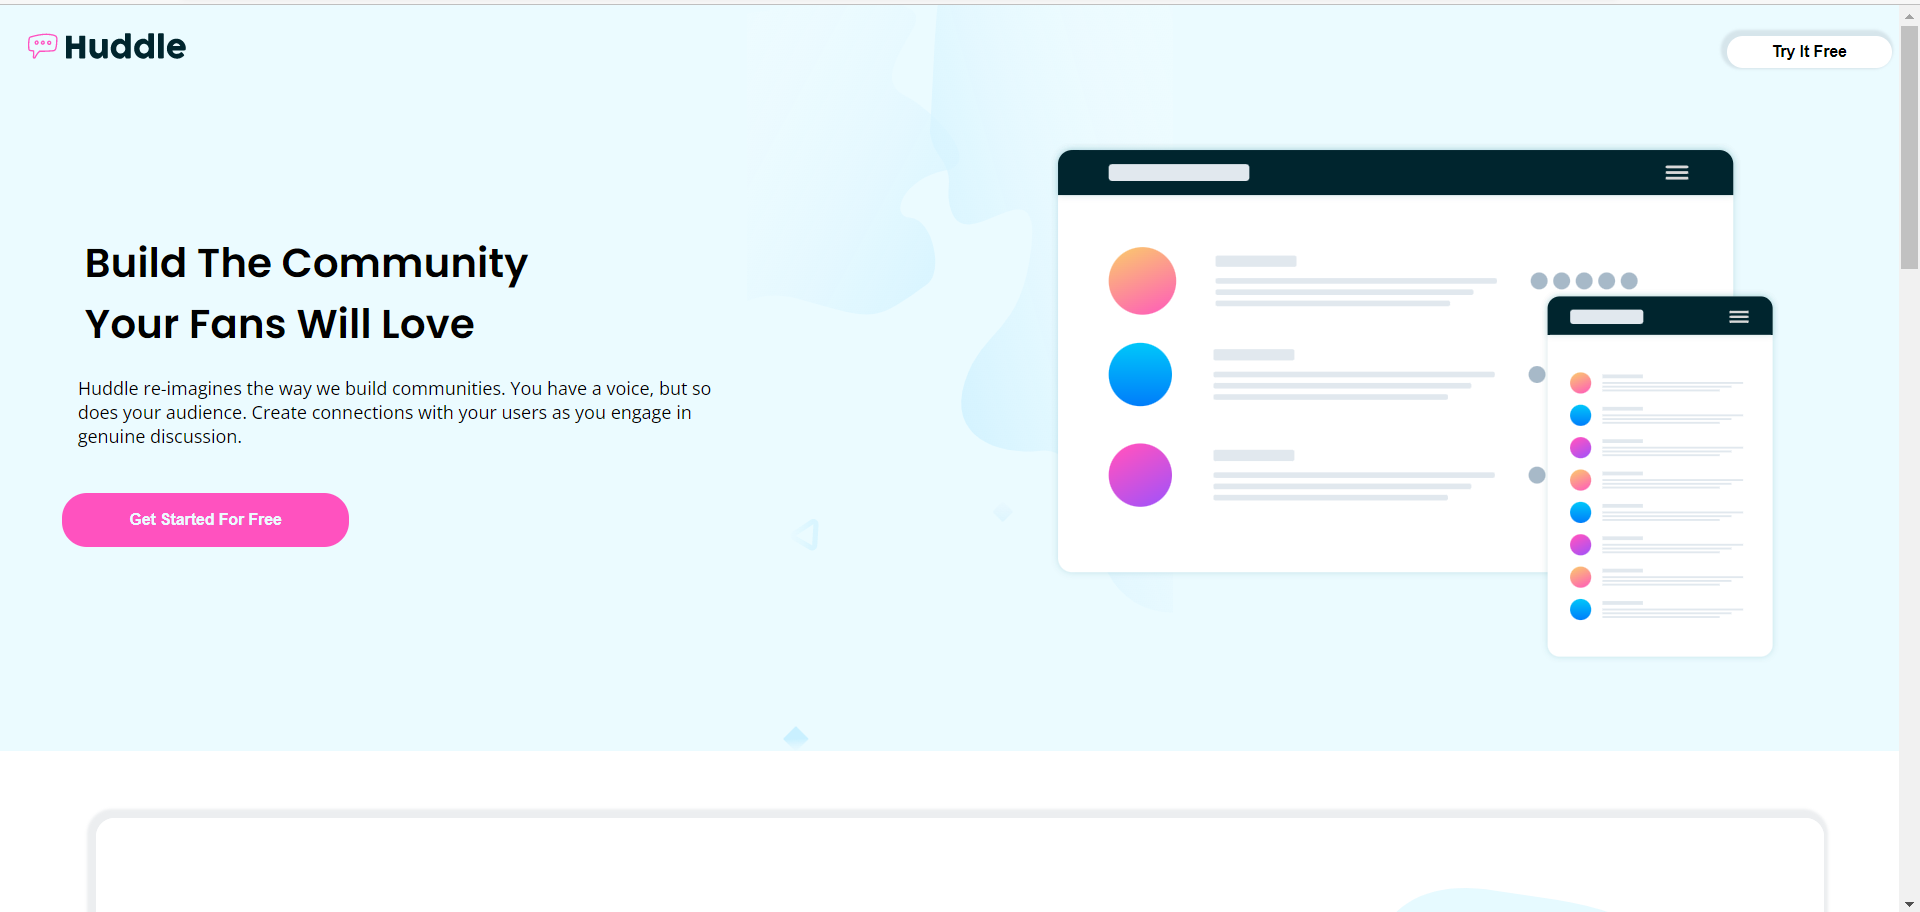 Huddle
Try It Free
Build The Community
Your Fans Will Love
Huddle re-imagines the way we build communities. You have a voice, but so
does your audience. Create connections with your users as you engage in
genuine discussion.
Get Started For Free